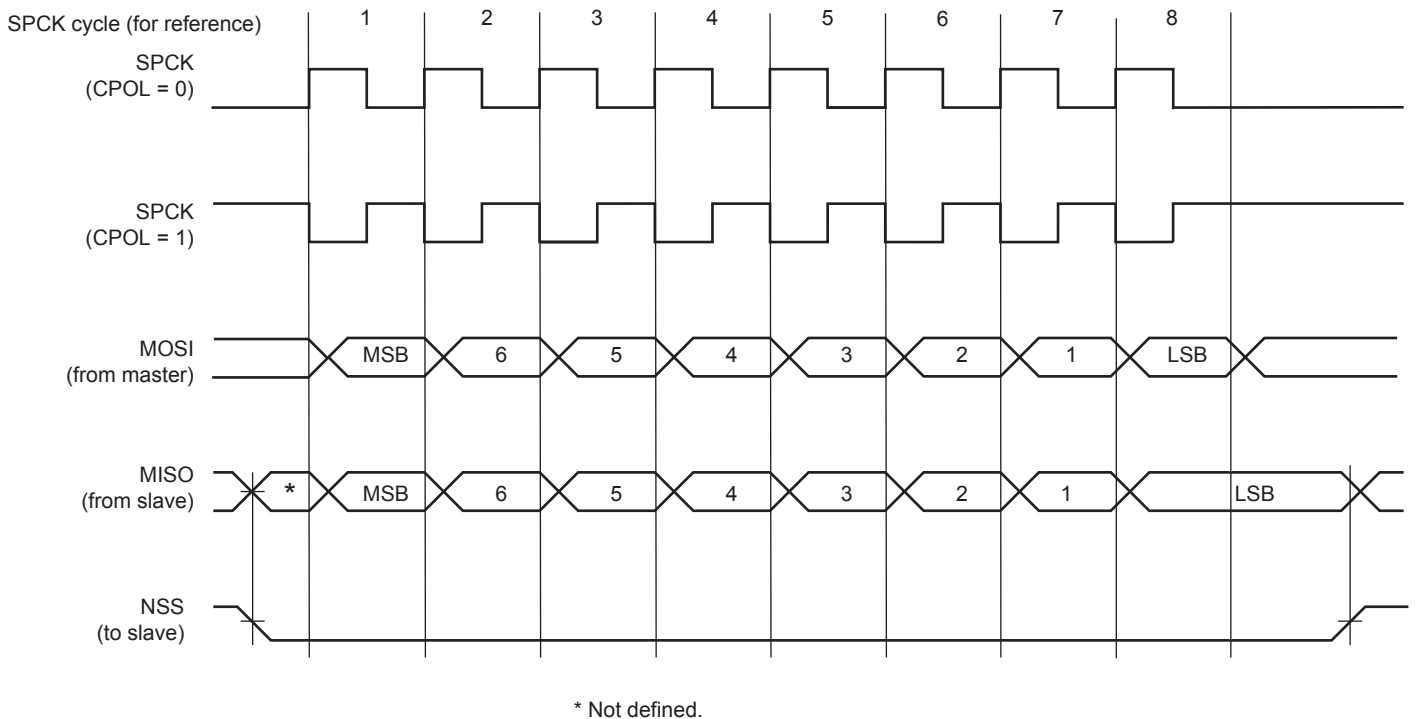 SPCK cycle (for reference)
1 2 3 4 5 6 7 8
SPCK
(CPOL = 0)
SPCK
(CPOL = 1)
MOSI
(from master)
MSB 6 5 4 3 2 1 LSB
MISO
(from slave)
* MSB 6 5 4 3 2 1 LSB
NSS
(to slave)
* Not defined.